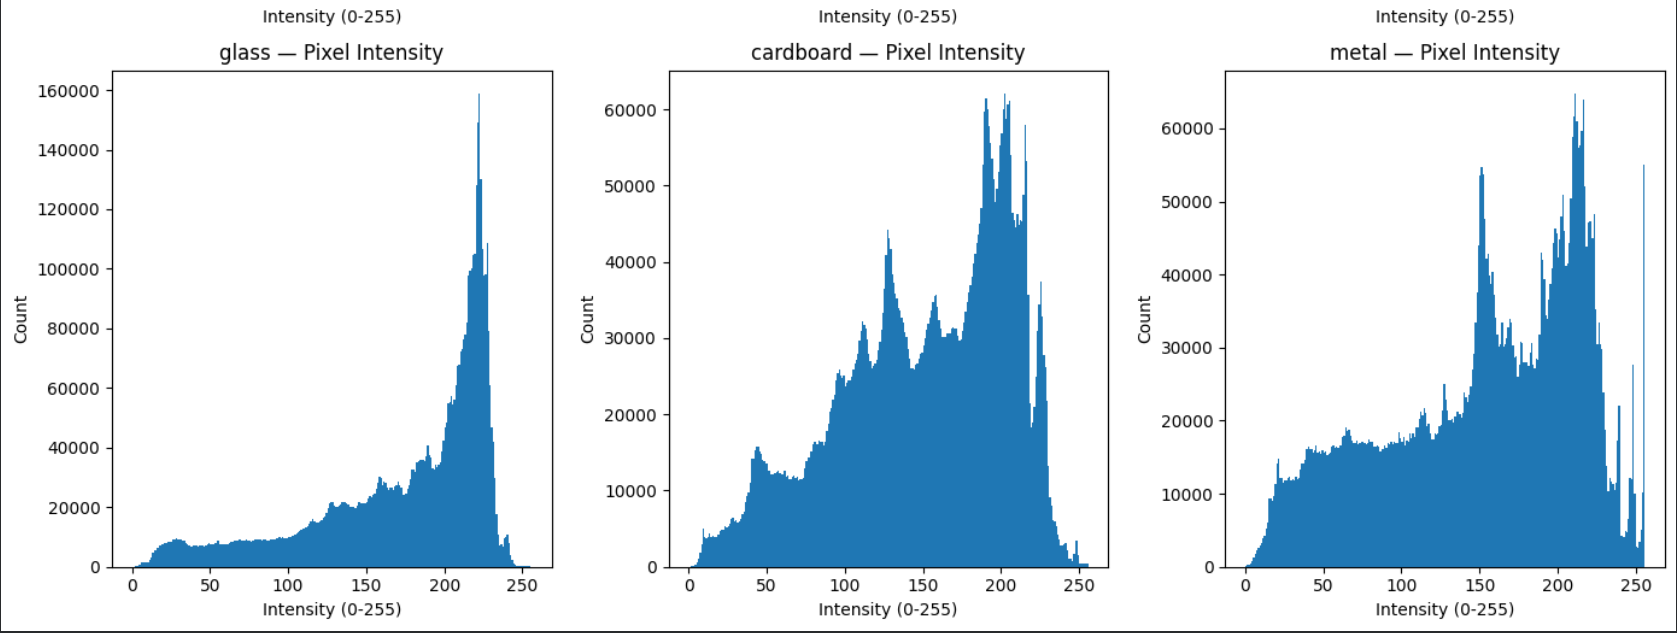 Intensity (0-255) Intensity (0-255) Intensity (0-255)
glass — Pixel Intensity
160000
140000
120000
100000
80000
60000
40000
20000
0
Count
0 50 100 150 200 250
Intensity (0-255)
cardboard — Pixel Intensity
60000
50000
40000
30000
20000
10000
0
Count
0 50 100 150 200 250
Intensity (0-255)
metal — Pixel Intensity
60000
50000
40000
30000
20000
10000
0
Count
0 50 100 150 200 250
Intensity (0-255)